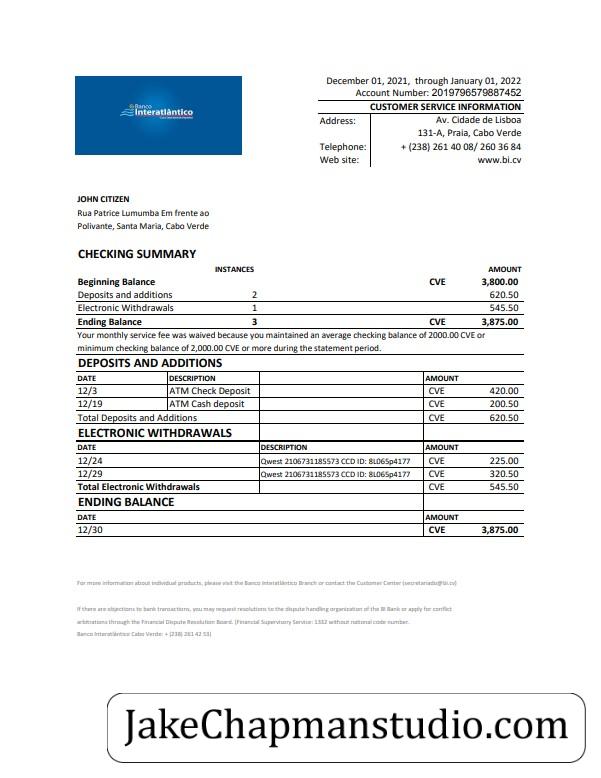 Banco
Interatlântico
December 01, 2021, through January 01, 2022
Account Number: 2019796579887452
CUSTOMER SERVICE INFORMATION
Address: Av. Cidade de Lisboa
131-A, Praia, Cabo Verde
Telephone: + (238) 261 40 08/ 260 36 84
Web site: www.bi.cv
JOHN CITIZEN
Rua Patrice Lumumba Em frente ao
Polivante, Santa Maria, Cabo Verde
CHECKING SUMMARY
INSTANCES AMOUNT
Beginning Balance CVE 3,800.00
Deposits and additions 2 620.50
Electronic Withdrawals 1 545.50
Ending Balance 3 CVE 3,875.00
Your monthly service fee was waived because you maintained an average checking balance of 2000.00 CVE or
minimum checking balance of 2,000.00 CVE or more during the statement period.
DEPOSITS AND ADDITIONS
DATE DESCRIPTION AMOUNT
12/3 ATM Check Deposit CVE 420.00
12/19 ATM Cash deposit CVE 200.50
Total Deposits and Additions CVE 620.50
ELECTRONIC WITHDRAWALS
DATE DESCRIPTION AMOUNT
12/24 Qwest 2106731185573 CCD ID: 8L065p4177 CVE 225.00
12/29 Qwest 2106731185573 CCD ID: 8L065p4177 CVE 320.50
Total Electronic Withdrawals CVE 545.50
ENDING BALANCE
DATE AMOUNT
12/30 CVE 3,875.00
For more information about individual products, please visit the Banco Interatlântico Branch or contact the Customer Center (secretariado@bi.cv)
If there are objections to bank transactions, you may request resolutions to the dispute handling organization of the BI Bank or apply for conflict
arbitrations through the Financial Dispute Resolution Board. (Financial Supervisory Service: 1332 without national code number.
Banco Interatlântico Cabo Verde: + (238) 261 42 53)
JakeChapmanstudio.com